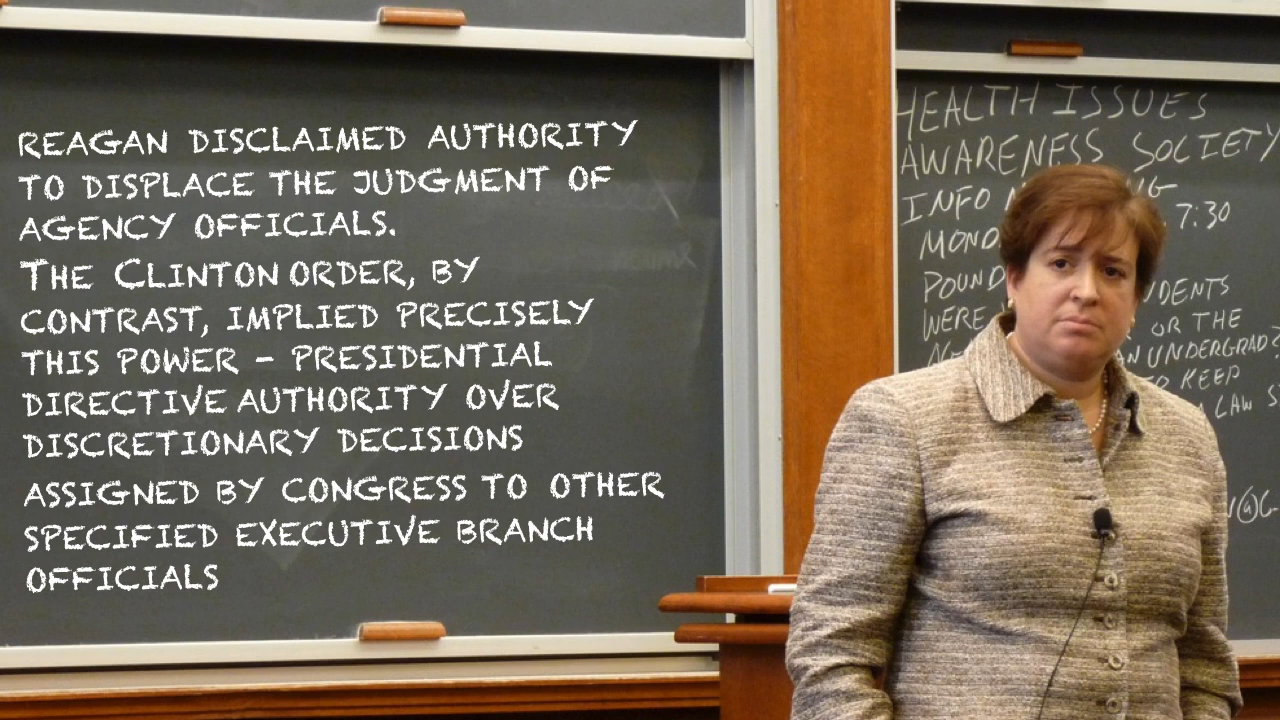 REAGAN DISCLAIMED AUTHORITY
TO DISPLACE THE JUDGMENT OF
AGENCY OFFICIALS.
THE CLINTON ORDER, BY
CONTRAST, IMPLIED PRECISELY
THIS POWER – PRESIDENTIAL
DIRECTIVE AUTHORITY OVER
DISCRETIONARY DECISIONS
ASSIGNED BY CONGRESS TO OTHER
SPECIFIED EXECUTIVE BRANCH
OFFICIALS
HEALTH ISSUES
AWARENESS SOCIETY
INFO
7:30
POUND
WERE OR THE
UNDERGRAD
KEEP
LAW